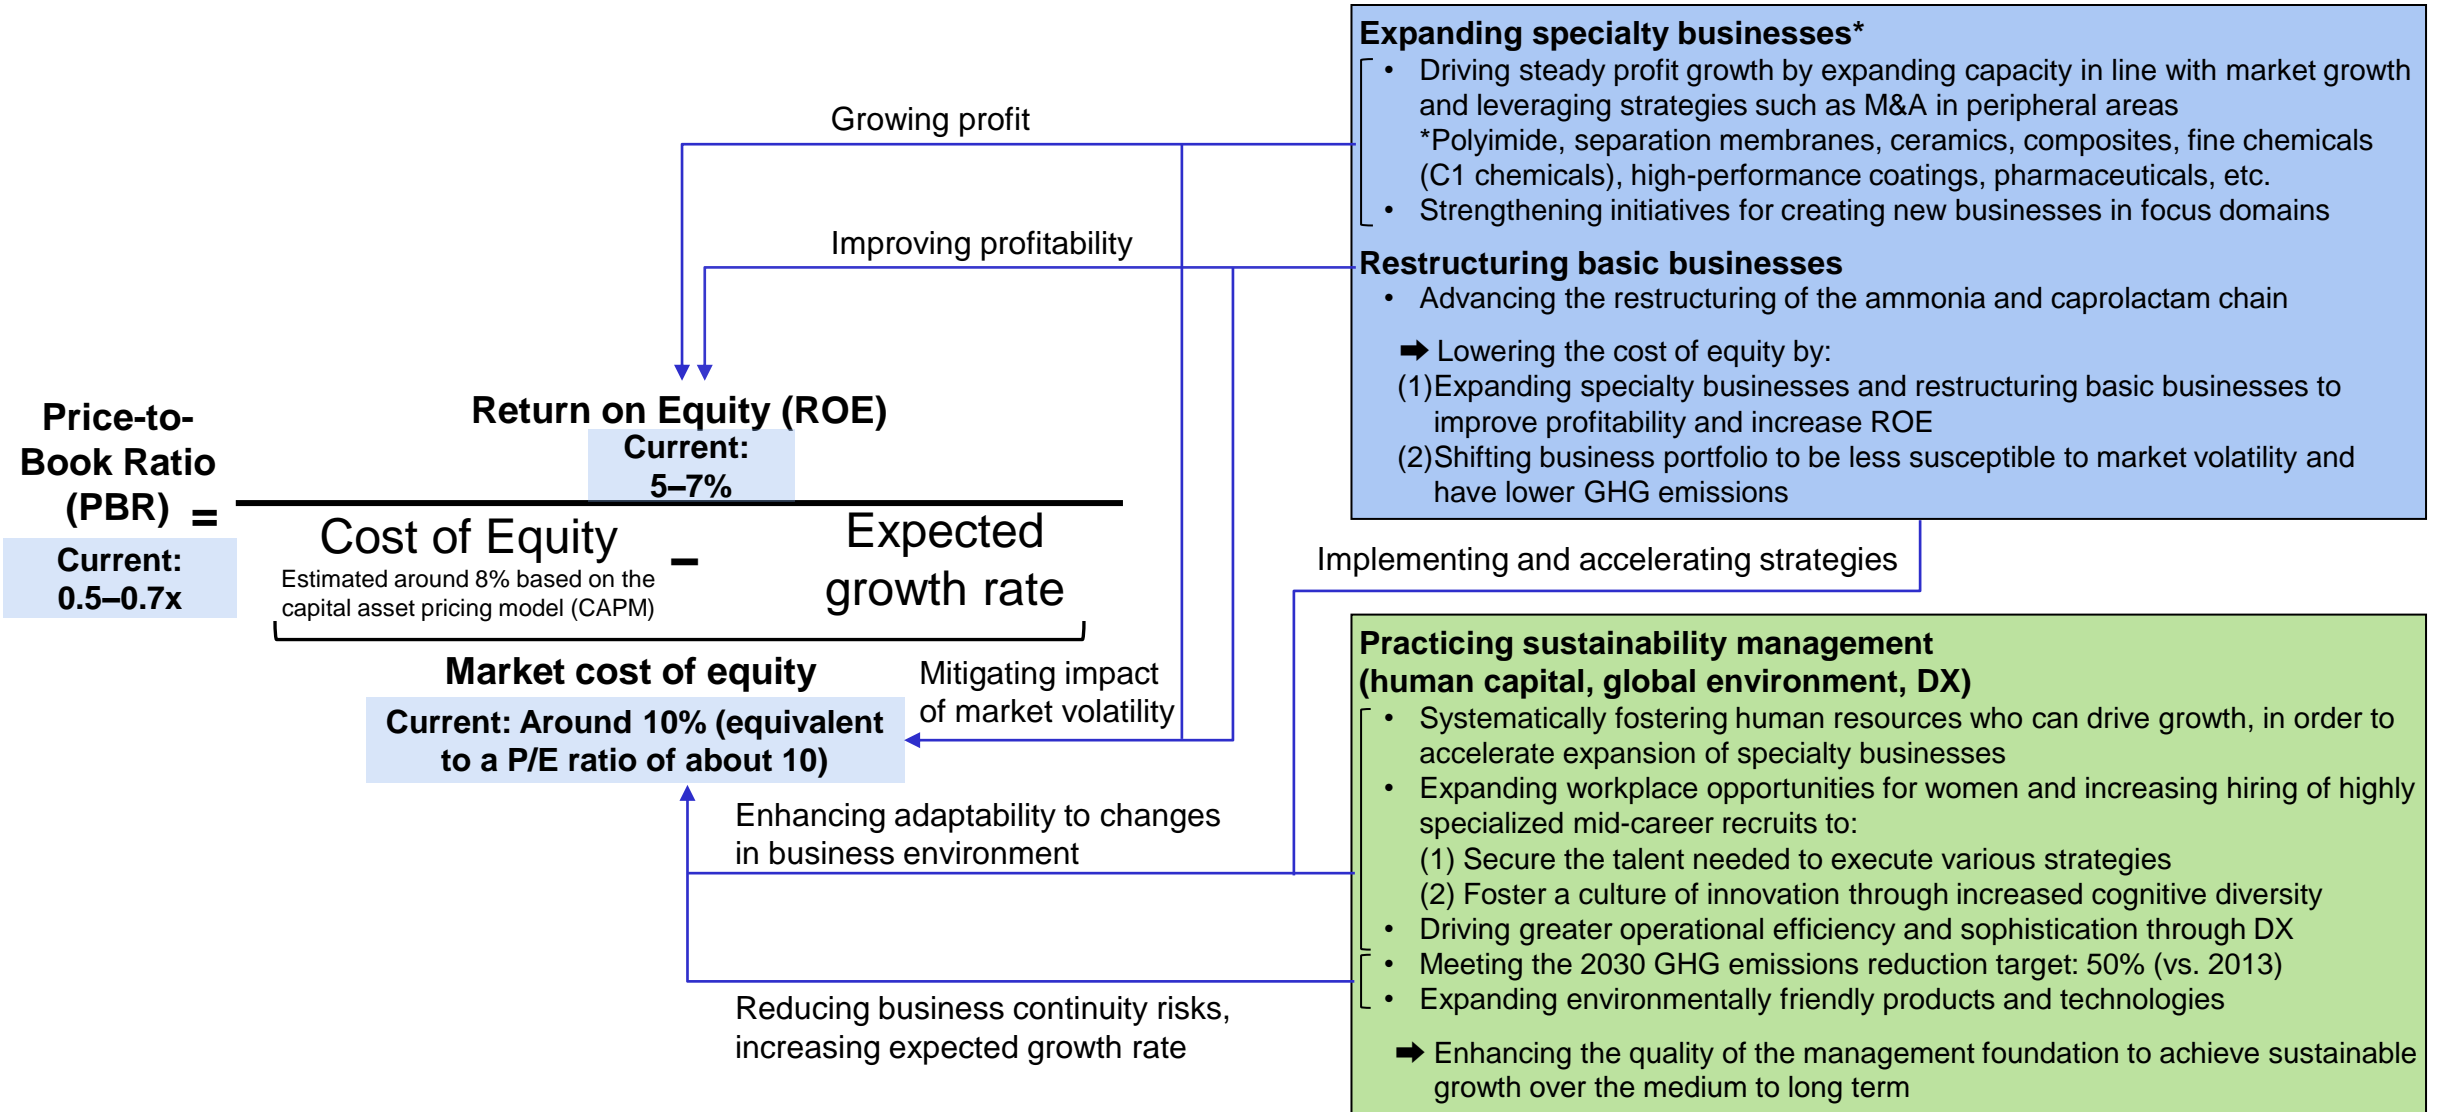 Price-to-
Book Ratio
(PBR)
Current:
0.5–0.7x
=
Growing profit
Improving profitability
Return on Equity (ROE)
Current:
5–7%
Cost of Equity
Estimated around 8% based on the
capital asset pricing model (CAPM)
–
Expected
growth rate
Market cost of equity
Current: Around 10% (equivalent
to a P/E ratio of about 10)
Mitigating impact
of market volatility
Enhancing adaptability to changes
in business environment
Reducing business continuity risks,
increasing expected growth rate
Expanding specialty businesses*
• Driving steady profit growth by expanding capacity in line with market growth
and leveraging strategies such as M&A in peripheral areas
*Polyimide, separation membranes, ceramics, composites, fine chemicals
(C1 chemicals), high-performance coatings, pharmaceuticals, etc.
• Strengthening initiatives for creating new businesses in focus domains
Restructuring basic businesses
• Advancing the restructuring of the ammonia and caprolactam chain
➡ Lowering the cost of equity by:
(1)Expanding specialty businesses and restructuring basic businesses to
improve profitability and increase ROE
(2)Shifting business portfolio to be less susceptible to market volatility and
have lower GHG emissions
Implementing and accelerating strategies
Practicing sustainability management
(human capital, global environment, DX)
• Systematically fostering human resources who can drive growth, in order to
accelerate expansion of specialty businesses
• Expanding workplace opportunities for women and increasing hiring of highly
specialized mid-career recruits to:
(1) Secure the talent needed to execute various strategies
(2) Foster a culture of innovation through increased cognitive diversity
• Driving greater operational efficiency and sophistication through DX
• Meeting the 2030 GHG emissions reduction target: 50% (vs. 2013)
• Expanding environmentally friendly products and technologies
➡ Enhancing the quality of the management foundation to achieve sustainable
growth over the medium to long term